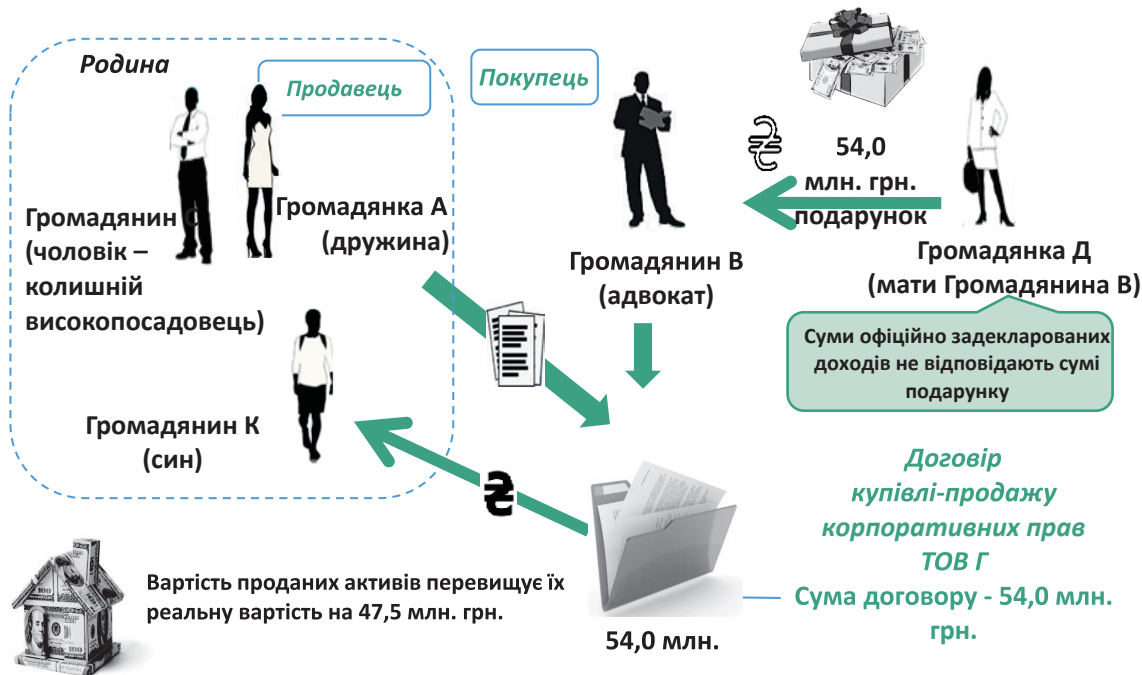 Родина
Продавець
Покупець
54,0
млн. грн.
подарунок
Громадянин С
(чоловік –
колишній
високопосадовець)
Громадянка А
(дружина)
Громадянин В
(адвокат)
Громадянка Д
(мати Громадянина В)
Суми офіційно задекларованих
доходів не відповідають сумі
подарунку
Громадянин К
(син)
₴
₴
Договір
купівлі-продажу
корпоративних прав
ТОВ Г
Сума договору - 54,0 млн.
грн.
Вартість проданих активів перевищує їх
реальну вартість на 47,5 млн. грн.
54,0 млн.